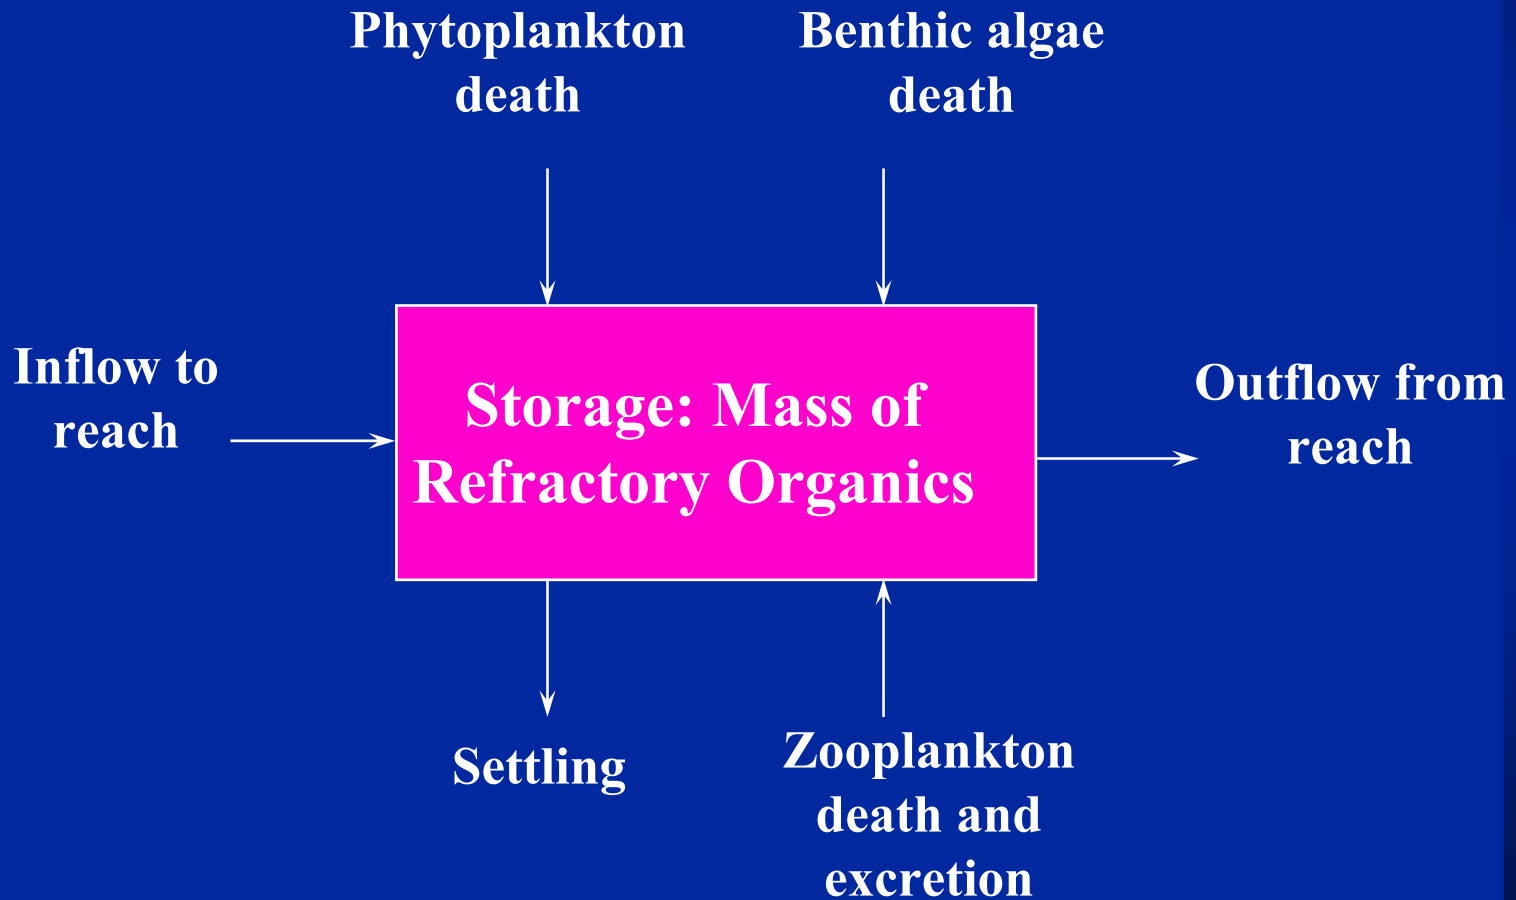 Phytoplankton
death
Benthic algae
death
Inflow to
reach
Storage: Mass of
Refractory Organics
Outflow from
reach
Settling
Zooplankton
death and
excretion